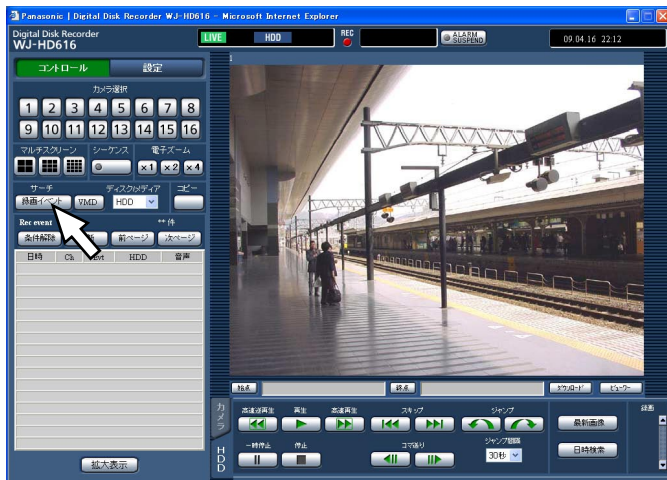 Panasonic | Digital Disk Recorder WJ-HD616 - Microsoft Internet Explorer
Digital Disk Recorder
WJ-HD616
LIVE HDD REC ALARM SUSPEND 09.04.16 22:12
コントロール 設定
カメラ選択
1 2 3 4 5 6 7 8
9 10 11 12 13 14 15 16
マルチスクリーン シーケンス 電子ズーム
×1 ×2 ×4
サーチ ディスク/メディア コピー
録画イベント VMD HDD
Rec event ** 件
条件解除 前ページ 次ページ
日時 Ch Evt HDD 音声
拡大表示
1
始点 終点 ダウンロード ビューワー
カメラ
HDD
高速逆再生 再生 高速再生 スキップ ジャンプ
最新画像
録画
一時停止 停止 コマ送り ジャンプ間隔
30秒
日時検索